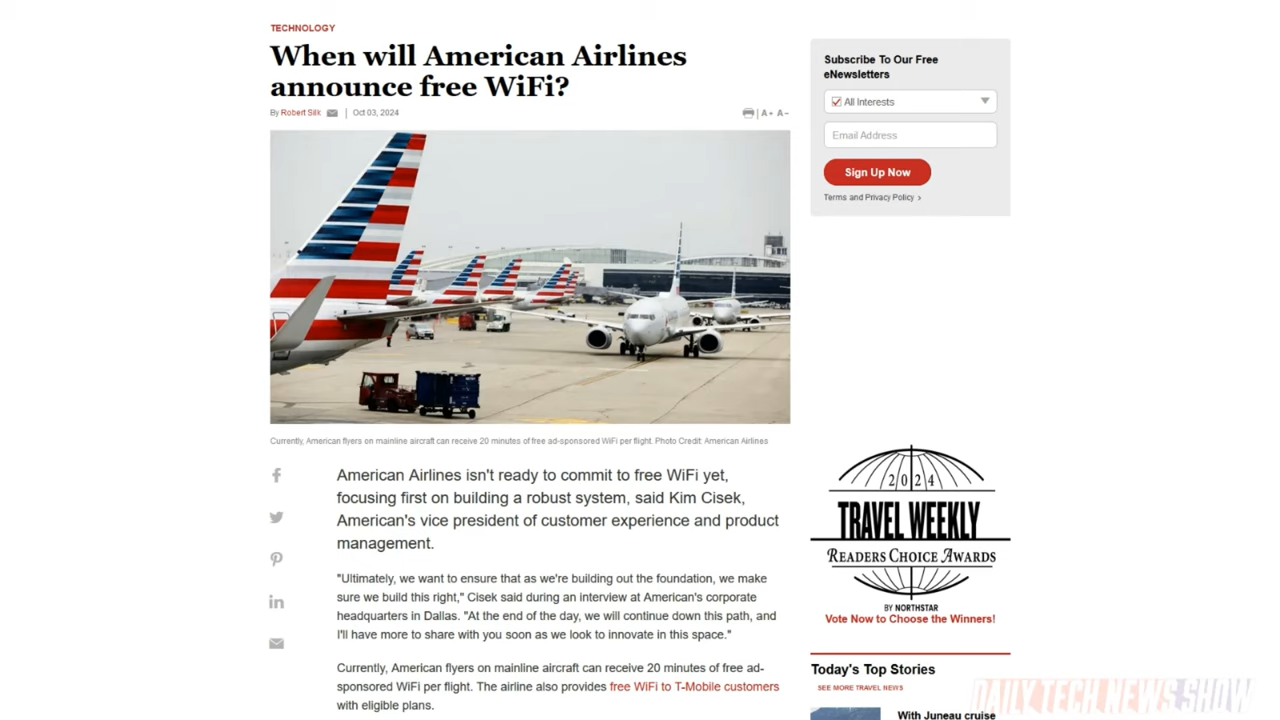 TECHNOLOGY
When will American Airlines
announce free WiFi?
By Robert Silk | Oct 03, 2024
A+ A-
Currently, American flyers on mainline aircraft can receive 20 minutes of free ad-sponsored WiFi per flight. Photo Credit: American Airlines
American Airlines isn't ready to commit to free WiFi yet,
focusing first on building a robust system, said Kim Cisek,
American's vice president of customer experience and product
management.
"Ultimately, we want to ensure that as we're building out the foundation, we make
sure we build this right," Cisek said during an interview at American's corporate
headquarters in Dallas. "At the end of the day, we will continue down this path, and
I'll have more to share with you soon as we look to innovate in this space."
Currently, American flyers on mainline aircraft can receive 20 minutes of free ad-
sponsored WiFi per flight. The airline also provides free WiFi to T-Mobile customers
with eligible plans.
Subscribe To Our Free
eNewsletters
All Interests
Email Address
Sign Up Now
Terms and Privacy Policy >
2024
TRAVEL WEEKLY
READERS CHOICE AWARDS
BY NORTHSTAR
Vote Now to Choose the Winners!
Today's Top Stories
SEE MORE TRAVEL NEWS
With Juneau cruise
DAILY TECH NEWS SHOW